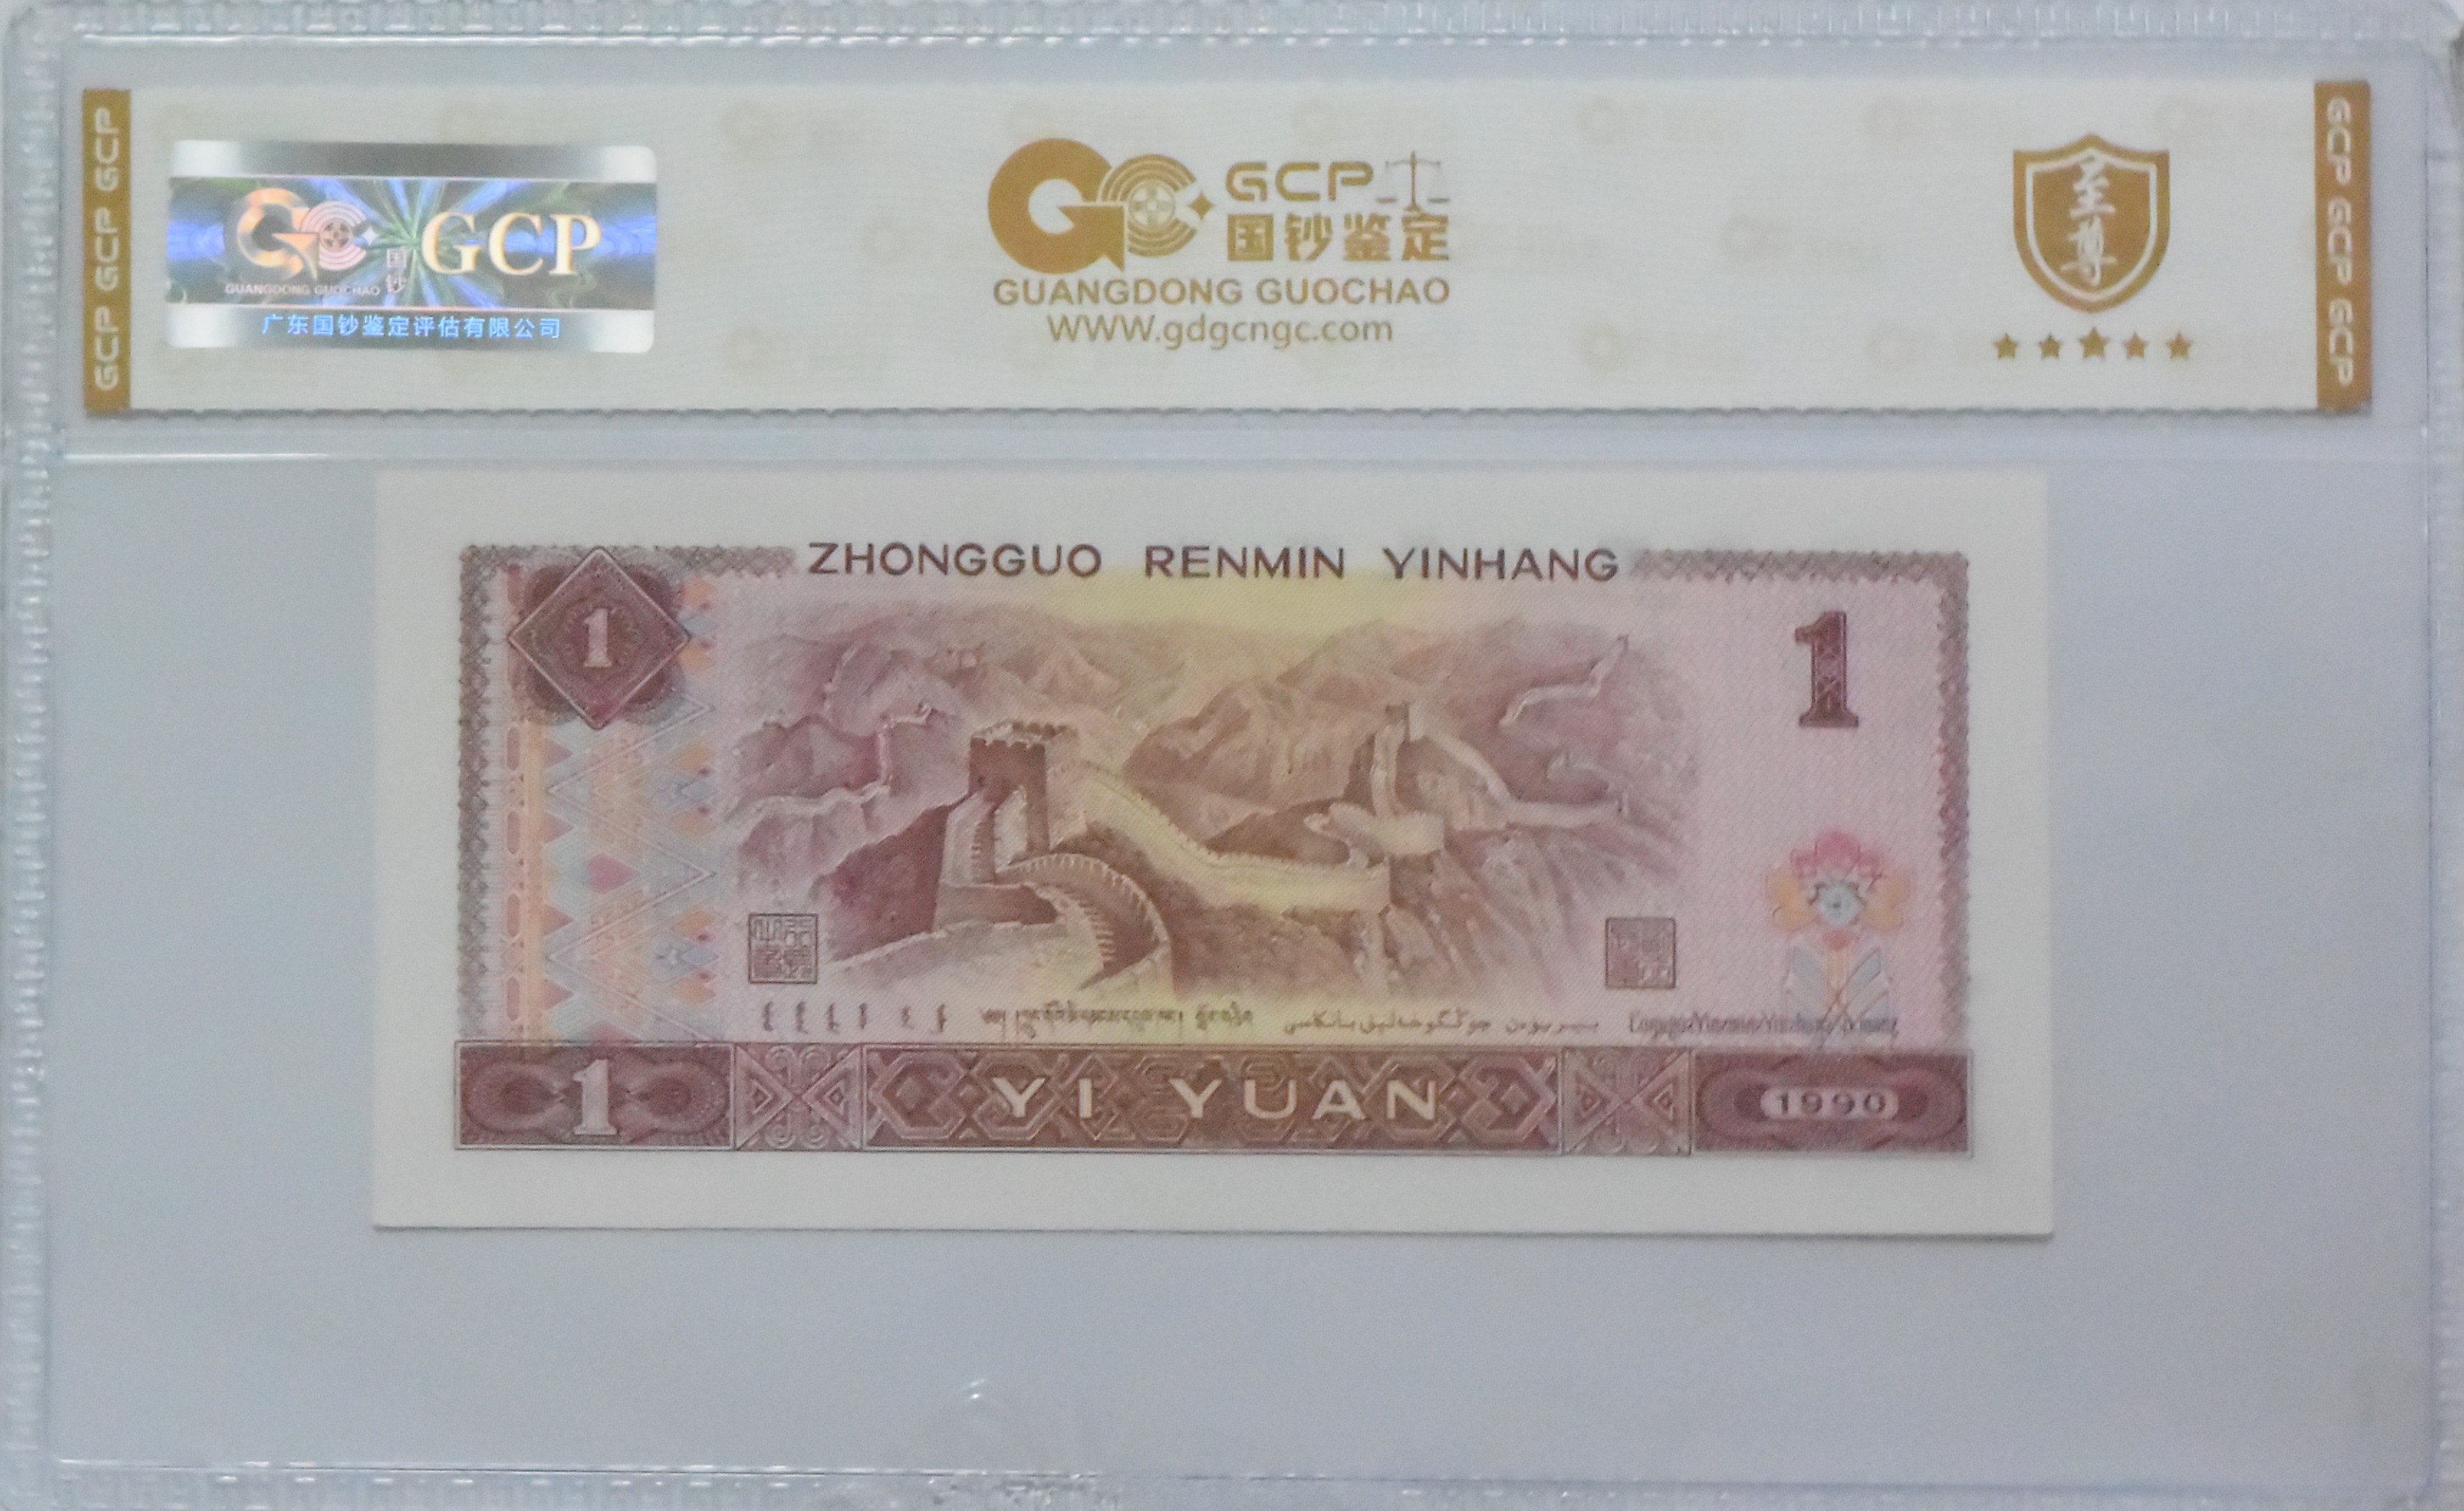 GCP GCP GCP
国钞
GCP
GUANGDONG GUOCHAO
广东国钞鉴定评估有限公司
GCP
国钞鉴定
GUANGDONG GUOCHAO
WWW.gdgcngc.com
至尊
GCP GCP GCP
ZHONGGUO RENMIN YINHANG
1
1
1
YI YUAN
1990